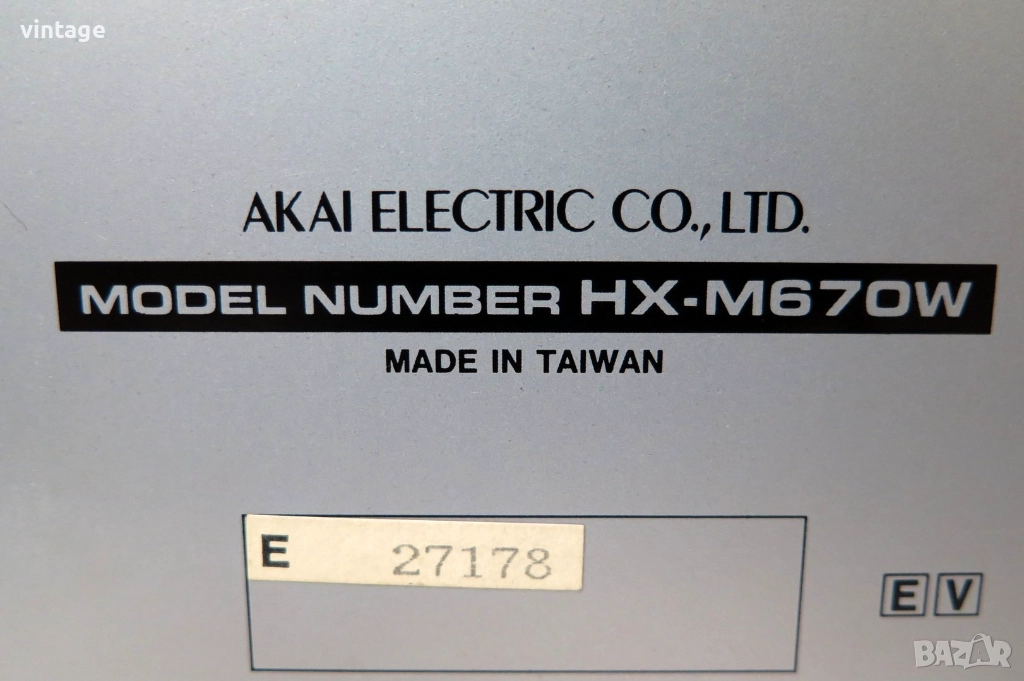 vintage
AKAI ELECTRIC CO., LTD.
MODEL NUMBER HX-M670W
MADE IN TAIWAN
E 27178
E V
BAZAR